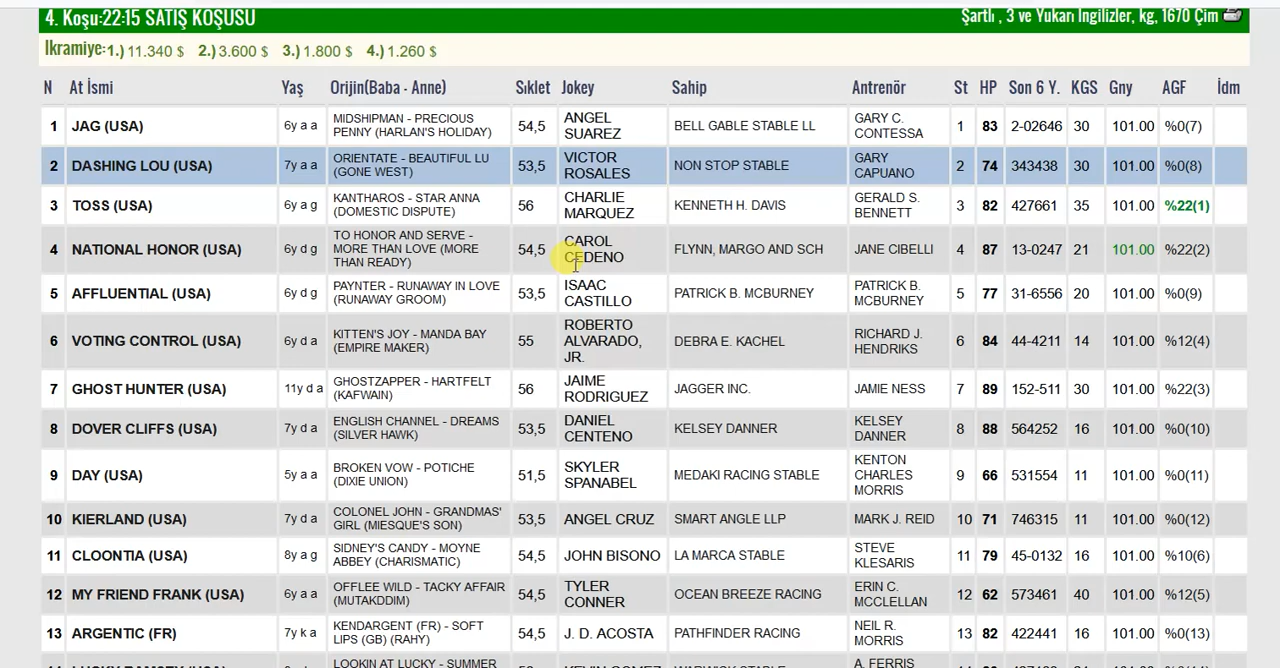 4. Koşu:22:15 SATIŞ KOŞUSU Şartlı , 3 ve Yukarı İngilizler, kg, 1670 Çim
İkramiye:1.) 11.340 $ 2.) 3.600 $ 3.) 1.800 $ 4.) 1.260 $
N At İsmi Yaş Orijin(Baba - Anne) Sıklet Jokey Sahip Antrenör St HP Son 6 Y. KGS Gny AGF İdm
1 JAG (USA) 6y a a MIDSHIPMAN - PRECIOUS PENNY (HARLAN'S HOLIDAY) 54,5 ANGEL SUAREZ BELL GABLE STABLE LL GARY C. CONTESSA 1 83 2-02646 30 101.00 %0(7)
2 DASHING LOU (USA) 7y a a ORIENTATE - BEAUTIFUL LU (GONE WEST) 53,5 VICTOR ROSALES NON STOP STABLE GARY CAPUANO 2 74 343438 30 101.00 %0(8)
3 TOSS (USA) 6y a g KANTHAROS - STAR ANNA (DOMESTIC DISPUTE) 56 CHARLIE MARQUEZ KENNETH H. DAVIS GERALD S. BENNETT 3 82 427661 35 101.00 %22(1)
4 NATIONAL HONOR (USA) 6y d g TO HONOR AND SERVE - MORE THAN LOVE (MORE THAN READY) 54,5 CAROL CEDENO FLYNN, MARGO AND SCH JANE CIBELLI 4 87 13-0247 21 101.00 %22(2)
5 AFFLUENTIAL (USA) 6y d g PAYNTER - RUNAWAY IN LOVE (RUNAWAY GROOM) 53,5 ISAAC CASTILLO PATRICK B. MCBURNEY PATRICK B. MCBURNEY 5 77 31-6556 20 101.00 %0(9)
6 VOTING CONTROL (USA) 6y d a KITTEN'S JOY - MANDA BAY (EMPIRE MAKER) 55 ROBERTO ALVARADO, JR. DEBRA E. KACHEL RICHARD J. HENDRIKS 6 84 44-4211 14 101.00 %12(4)
7 GHOST HUNTER (USA) 11y d a GHOSTZAPPER - HARTFELT (KAFWAIN) 56 JAIME RODRIGUEZ JAGGER INC. JAMIE NESS 7 89 152-511 30 101.00 %22(3)
8 DOVER CLIFFS (USA) 7y d a ENGLISH CHANNEL - DREAMS (SILVER HAWK) 53,5 DANIEL CENTENO KELSEY DANNER KELSEY DANNER 8 88 564252 16 101.00 %0(10)
9 DAY (USA) 5y a a BROKEN VOW - POTICHE (DIXIE UNION) 51,5 SKYLER SPANABEL MEDAKI RACING STABLE KENTON CHARLES MORRIS 9 66 531554 11 101.00 %0(11)
10 KIERLAND (USA) 7y d a COLONEL JOHN - GRANDMAS' GIRL (MIESQUE'S SON) 53,5 ANGEL CRUZ SMART ANGLE LLP MARK J. REID 10 71 746315 11 101.00 %0(12)
11 CLOONTIA (USA) 8y a g SIDNEY'S CANDY - MOYNE ABBEY (CHARISMATIC) 54,5 JOHN BISONO LA MARCA STABLE STEVE KLESARIS 11 79 45-0132 16 101.00 %10(6)
12 MY FRIEND FRANK (USA) 6y a a OFFLEE WILD - TACKY AFFAIR (MUTAKDDIM) 54,5 TYLER CONNER OCEAN BREEZE RACING ERIN C. MCCLELLAN 12 62 573461 40 101.00 %12(5)
13 ARGENTIC (FR) 7y k a KENDARGENT (FR) - SOFT LIPS (GB) (RAHY) 54,5 J. D. ACOSTA PATHFINDER RACING NEIL R. MORRIS 13 82 422441 16 101.00 %0(13)
LOOKIN AT LUCKY - SUMMER A. FERRIS